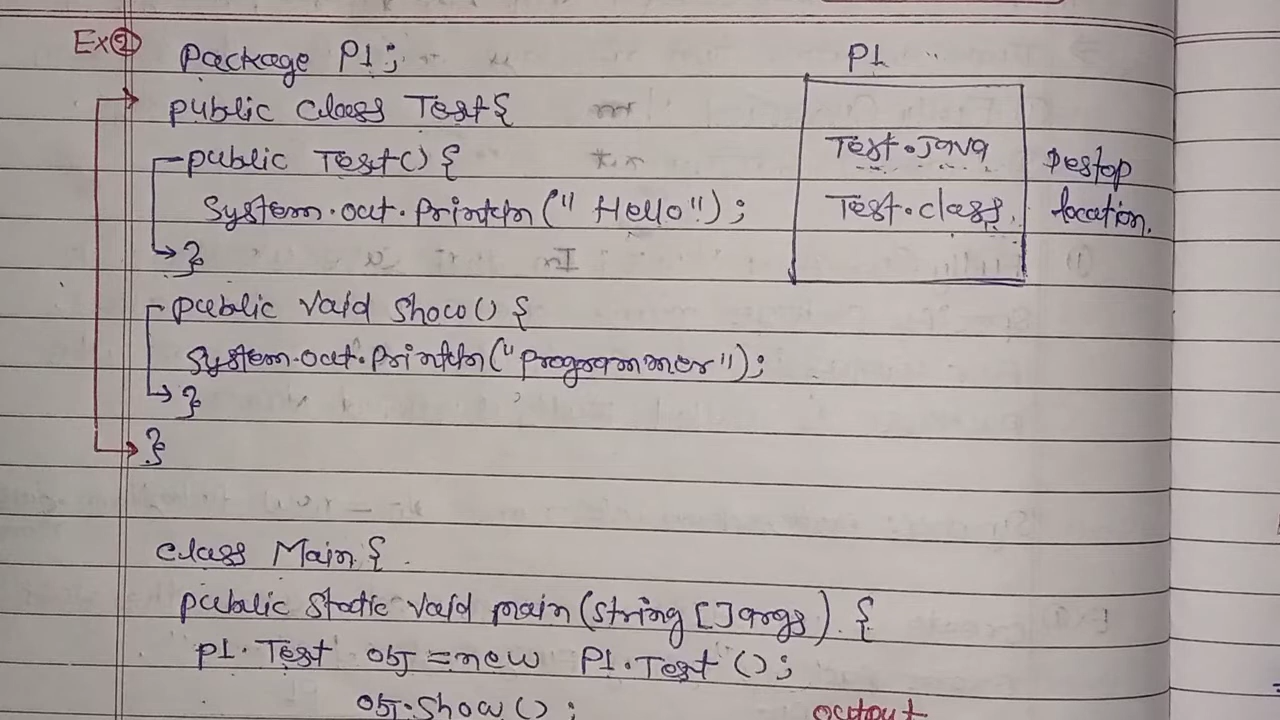 Ex②
Package P1;
public class Test{
public Test() {
System.out.Println("Hello");
}
public void Show() {
System.out.Println("Programmer");
}
}
P1
Test.Java
Test.class
Destop
location.
class Main {
public static void main(string []args) {
P1.Test obj = new P1.Test();
obj.Show();
output